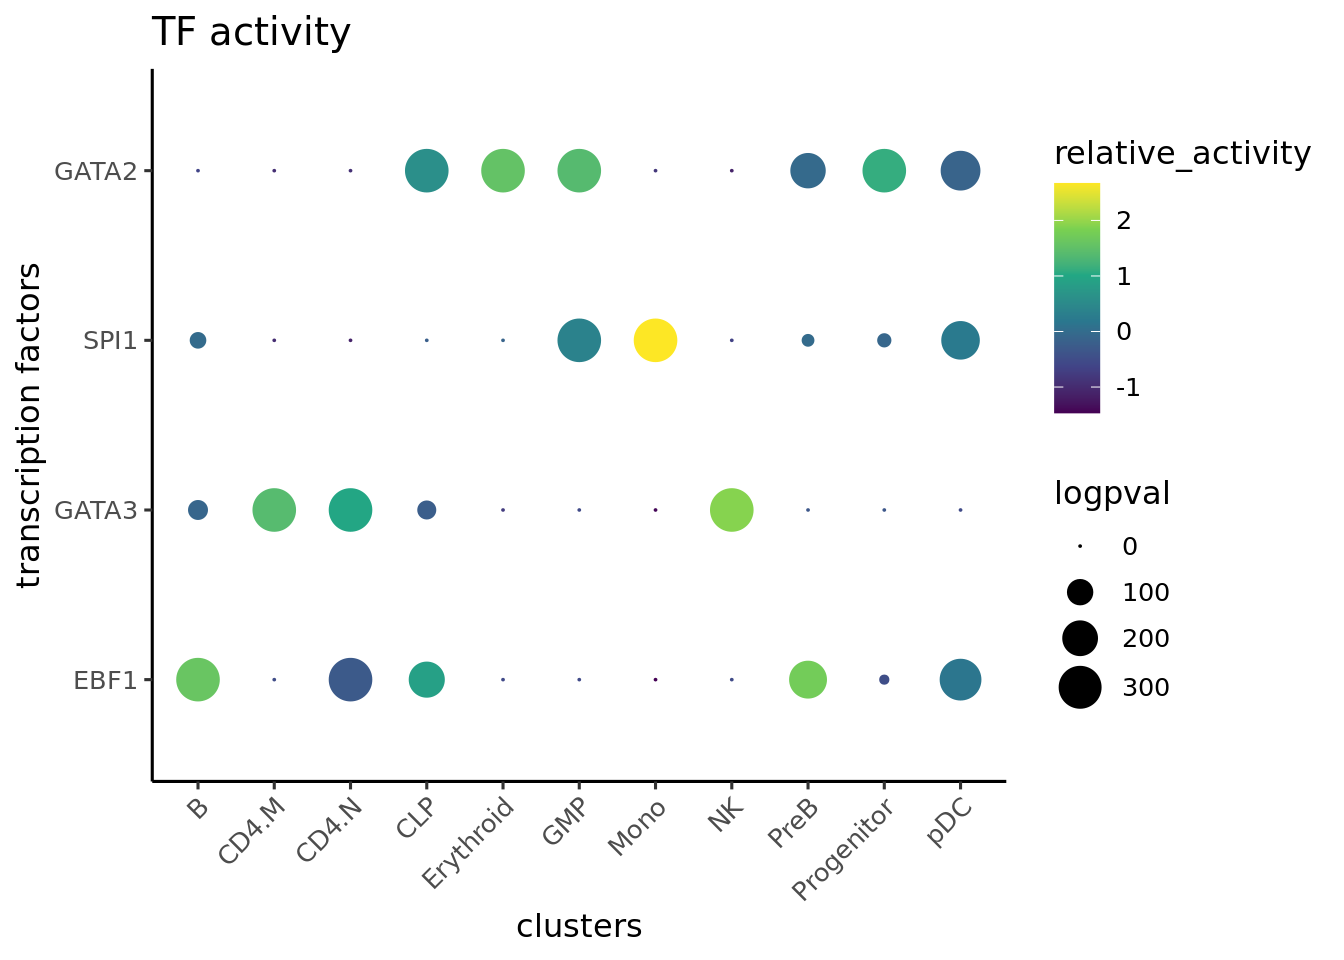 TF activity
transcription factors
GATA2
SPI1
GATA3
EBF1
B
CD4.M
CD4.N
CLP
Erythroid
GMP
Mono
NK
PreB
Progenitor
pDC
clusters
relative_activity
2
1
0
-1
logpval
0
100
200
300